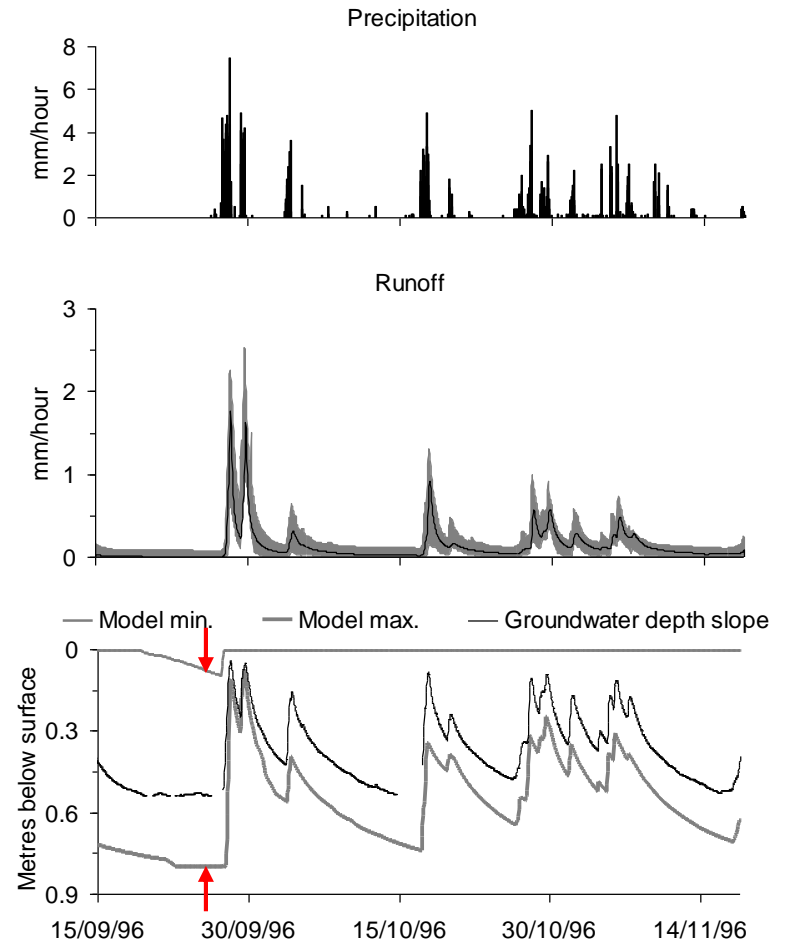 Precipitation
8
6
4
2
0
mm/hour
Runoff
3
2
1
0
mm/hour
Model min. Model max. Groundwater depth slope
0
0.3
0.6
0.9
Metres below surface
15/09/96 30/09/96 15/10/96 30/10/96 14/11/96